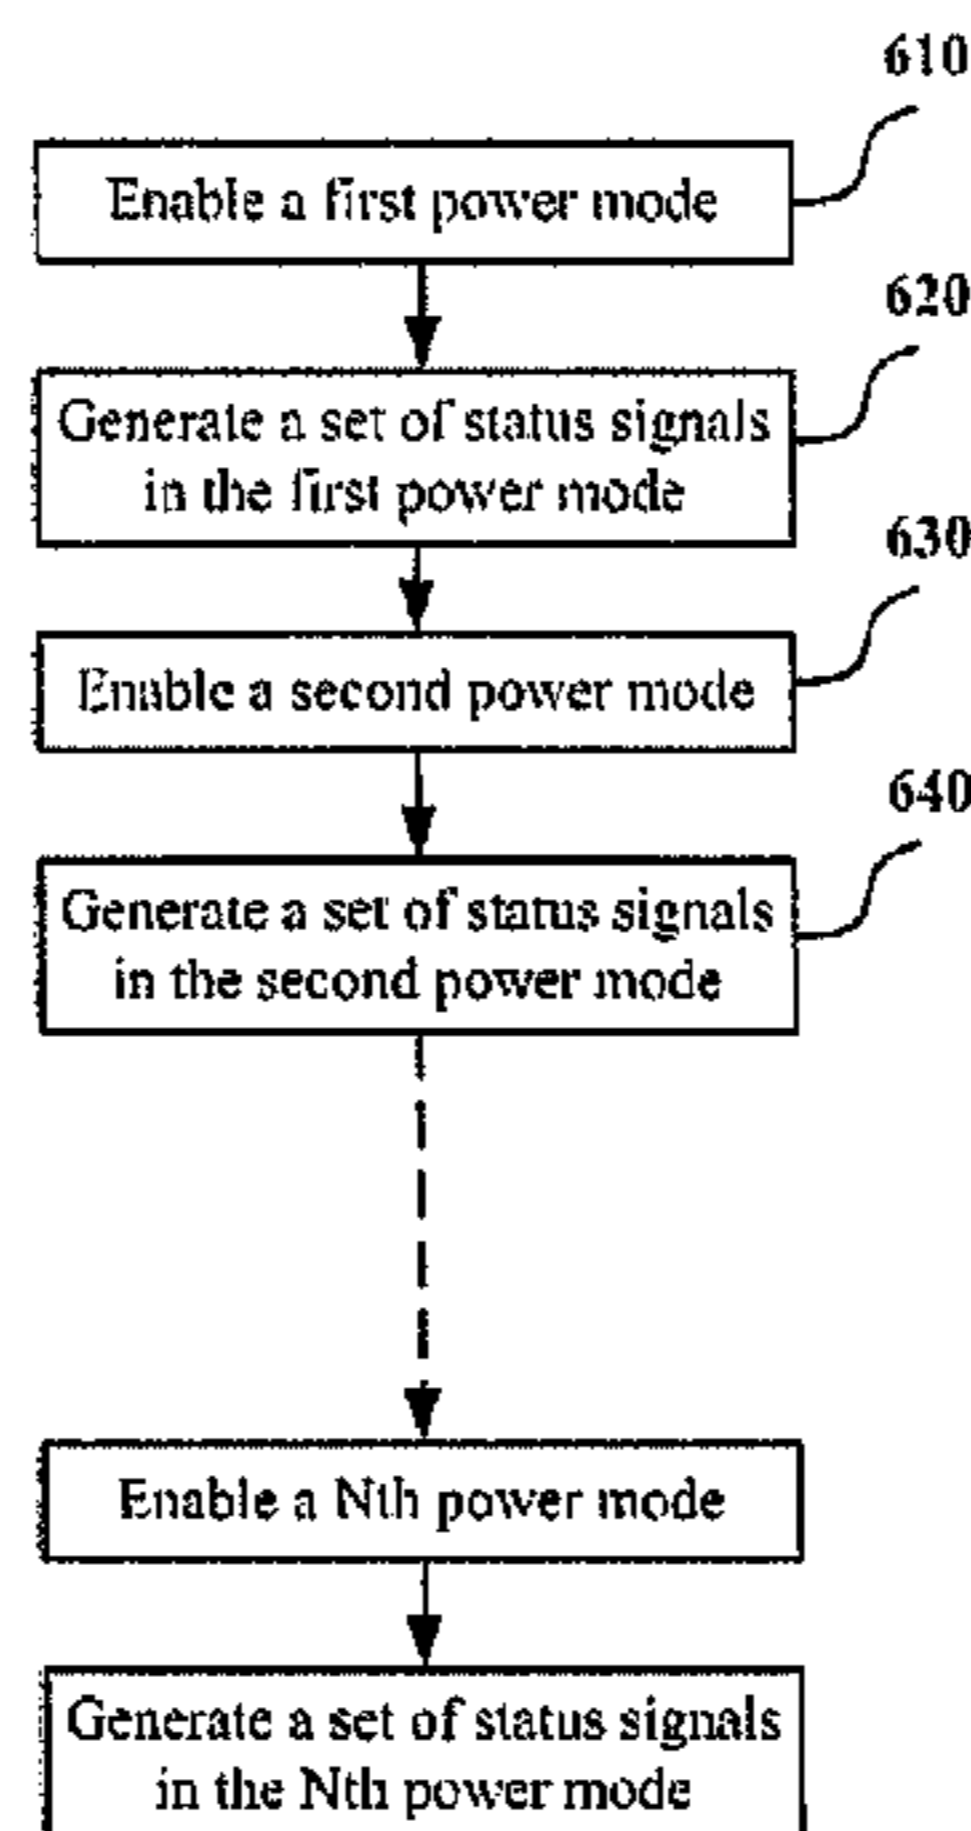 610
Enable a first power mode
620
Generate a set of status signals
in the first power mode
630
Enable a second power mode
640
Generate a set of status signals
in the second power mode
Enable a Nth power mode
Generate a set of status signals
in the Nth power mode